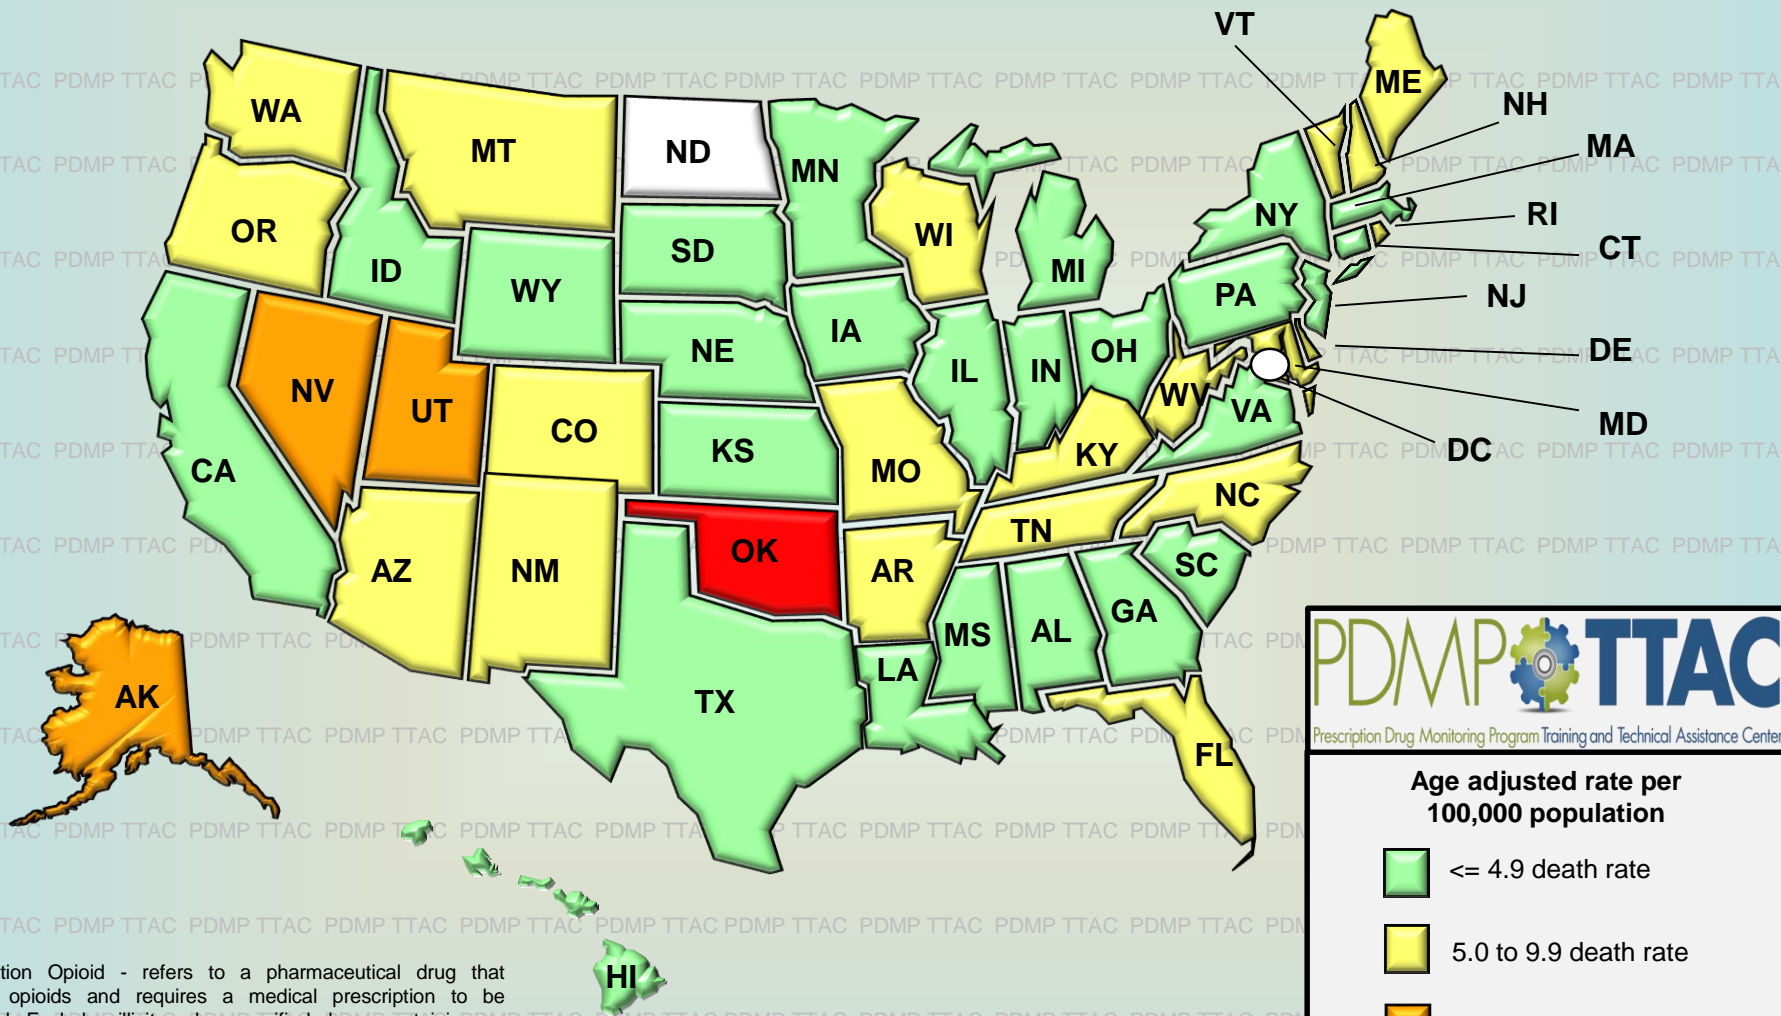 VT
ME
WA
NH
MT
ND
MN
MA
NY
RI
OR
WI
SD
CT
ID
MI
WY
PA
NJ
IA
NE
OH
DE
IL
IN
NV
UT
WV
VA
CO
MD
KS
DC
KY
CA
MO
NC
TN
OK
AZ
NM
AR
SC
GA
MS
AL
LA
AK
TX
FL
HI
PDMP TTAC
Prescription Drug Monitoring Program Training and Technical Assistance Center
Age adjusted rate per
100,000 population
<= 4.9 death rate
5.0 to 9.9 death rate
tion Opioid - refers to a pharmaceutical drug that
opioids and requires a medical prescription to be